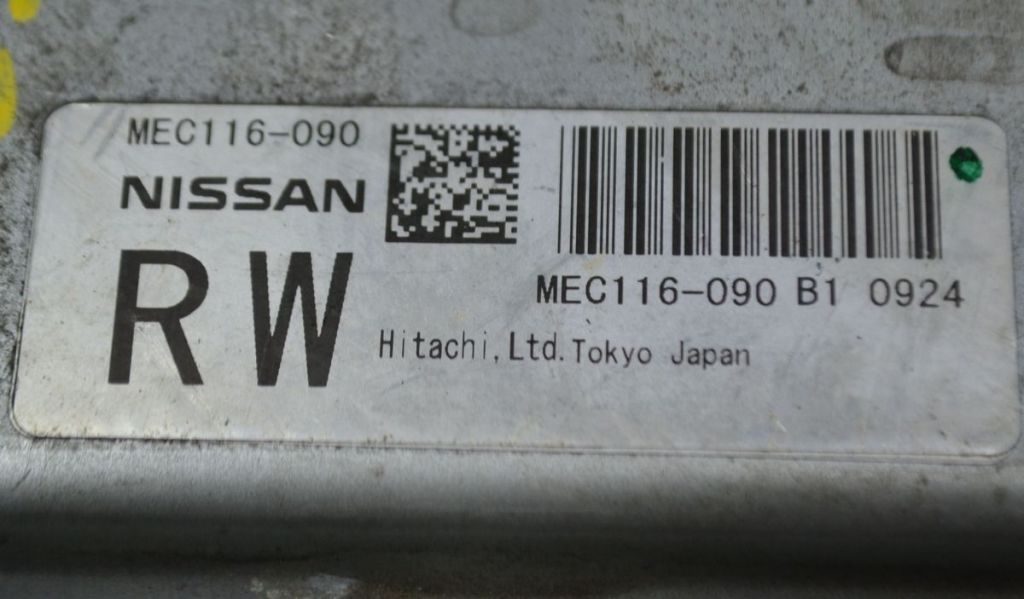 MEC116-090
NISSAN
RW
MEC116-090 B1 0924
Hitachi,Ltd.Tokyo Japan